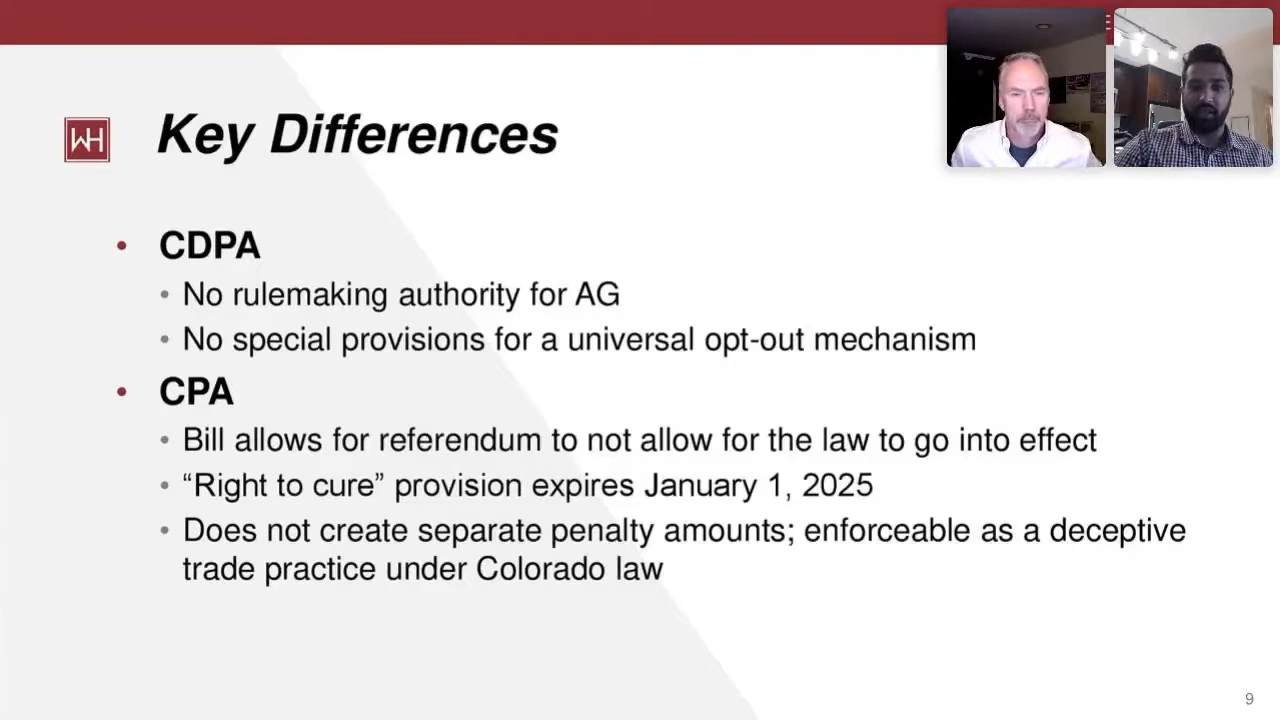 WH
Key Differences
• CDPA
• No rulemaking authority for AG
• No special provisions for a universal opt-out mechanism
• CPA
• Bill allows for referendum to not allow for the law to go into effect
• “Right to cure” provision expires January 1, 2025
• Does not create separate penalty amounts; enforceable as a deceptive
trade practice under Colorado law
9